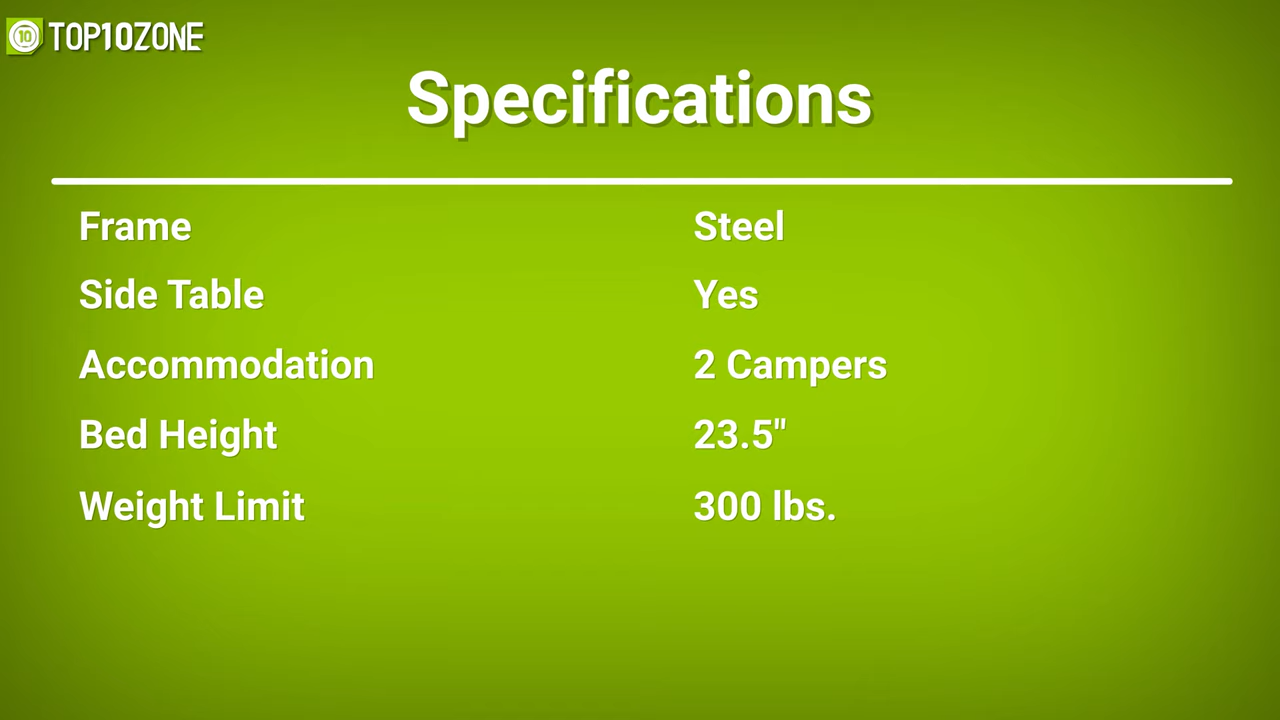 TOP10ZONE
Specifications
Frame Steel
Side Table Yes
Accommodation 2 Campers
Bed Height 23.5"
Weight Limit 300 lbs.